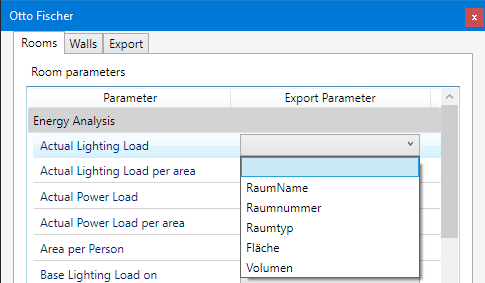 Otto Fischer
x
Rooms Walls Export
Room parameters
Parameter Export Parameter
Energy Analysis
Actual Lighting Load
Actual Lighting Load per area
RaumName
Actual Power Load
Raumnummer
Actual Power Load per area
Raumtyp
Area per Person
Fläche
Base Lighting Load on
Volumen